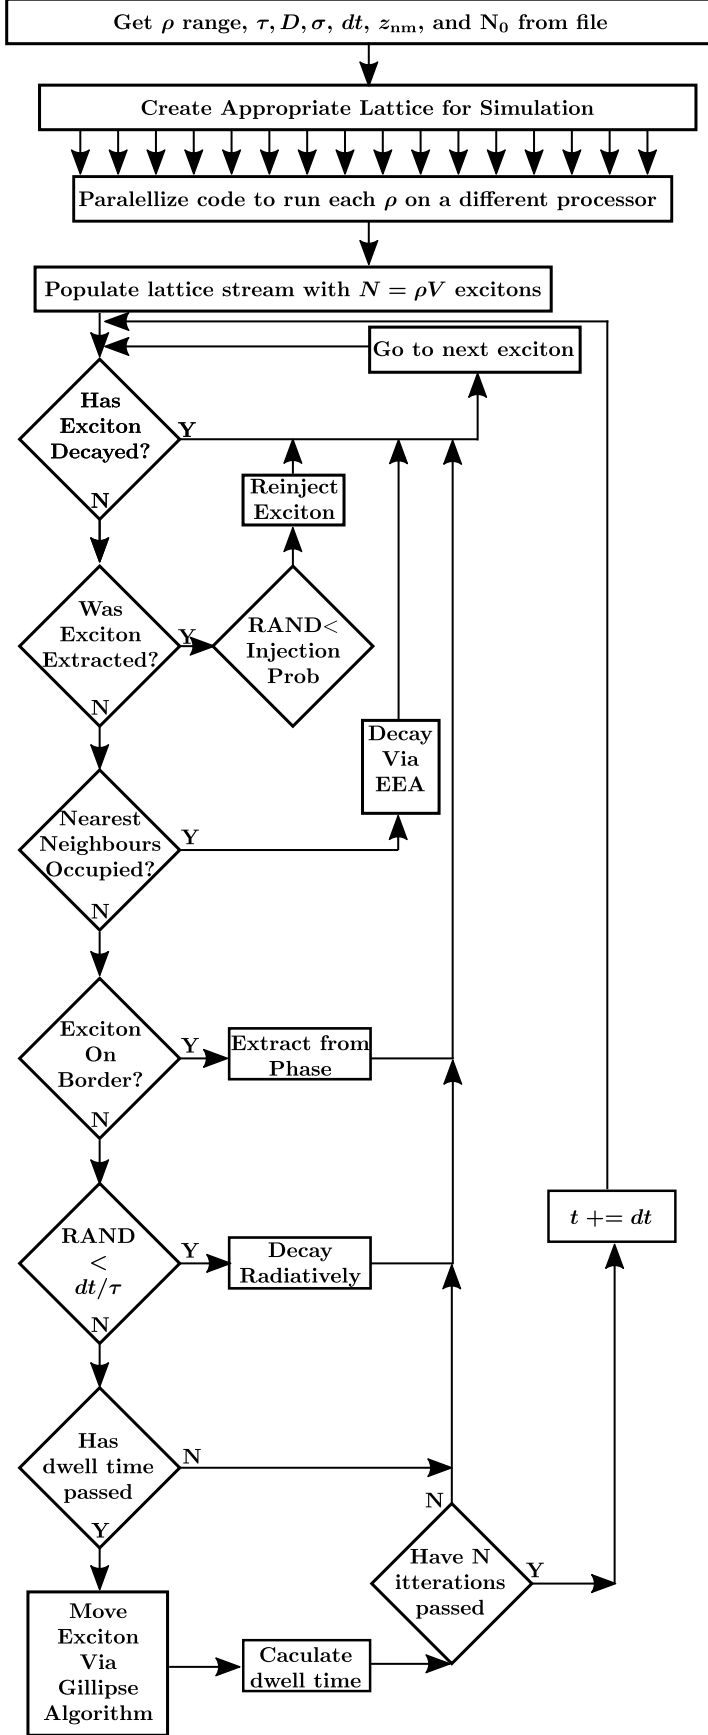 Get ρ range, τ, D, σ, dt, z_nm, and N₀ from file
Create Appropriate Lattice for Simulation
Paralellize code to run each ρ on a different processor
Populate lattice stream with N = ρV excitons
Go to next exciton
Has
Exciton
Decayed?
Y
N
Reinject
Exciton
Was
Exciton
Extracted?
Y
N
RAND<
Injection
Prob
Decay
Via
EEA
Nearest
Neighbours
Occupied?
Y
N
Exciton
On
Border?
Y
N
Extract from
Phase
t += dt
RAND
<
dt/τ
Y
N
Decay
Radiatively
Has
dwell time
passed
N
Y
Have N
itterations
passed
N
Y
Move
Exciton
Via
Gillipse
Algorithm
Caculate
dwell time